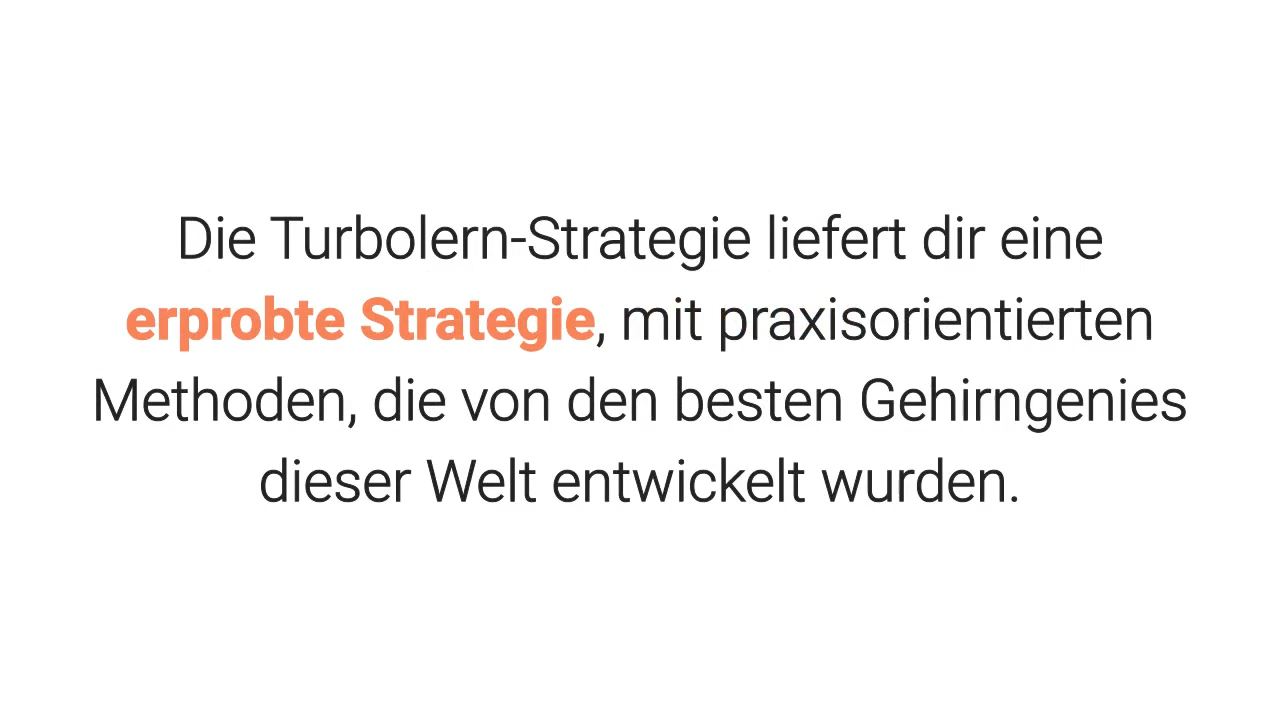 Die Turbolern-Strategie liefert dir eine
erprobte Strategie, mit praxisorientierten
Methoden, die von den besten Gehirngenies
dieser Welt entwickelt wurden.